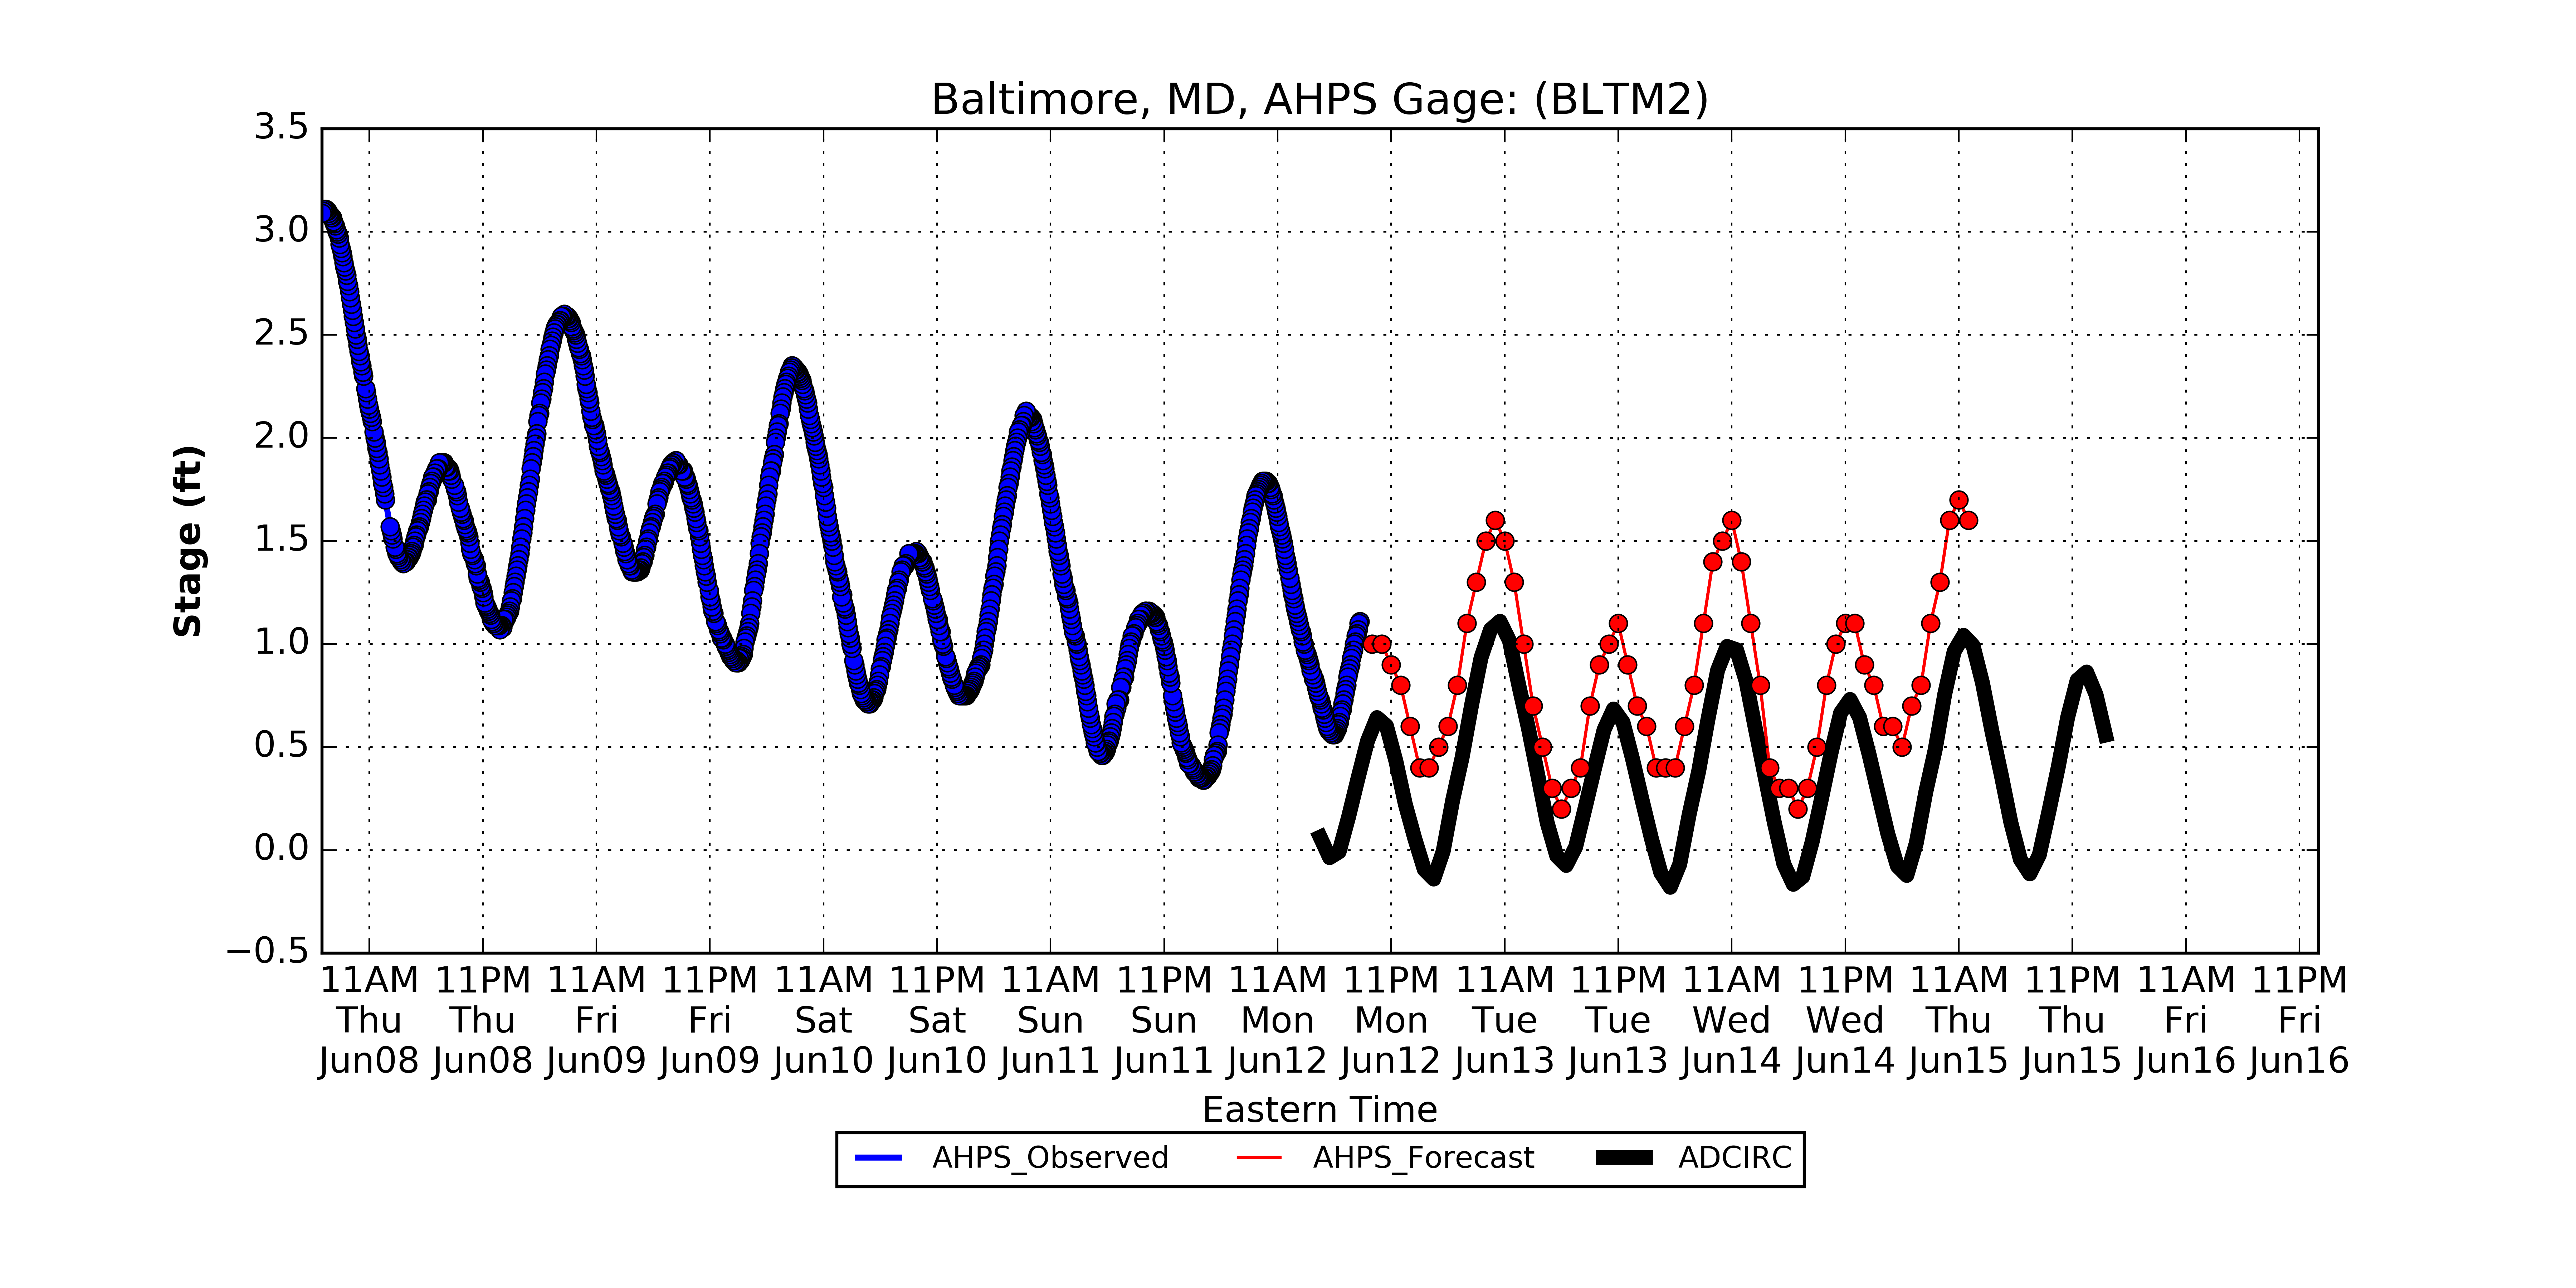 Baltimore, MD, AHPS Gage: (BLTM2)
Stage (ft)
3.5
3.0
2.5
2.0
1.5
1.0
0.5
0.0
−0.5
11AM 11PM 11AM 11PM 11AM 11PM 11AM 11PM 11AM 11PM 11AM 11PM 11AM 11PM 11AM 11PM 11AM 11PM
Thu Thu Fri Fri Sat Sat Sun Sun Mon Mon Tue Tue Wed Wed Thu Thu Fri Fri
Jun08 Jun08 Jun09 Jun09 Jun10 Jun10 Jun11 Jun11 Jun12 Jun12 Jun13 Jun13 Jun14 Jun14 Jun15 Jun15 Jun16 Jun16
Eastern Time
AHPS_Observed AHPS_Forecast ADCIRC